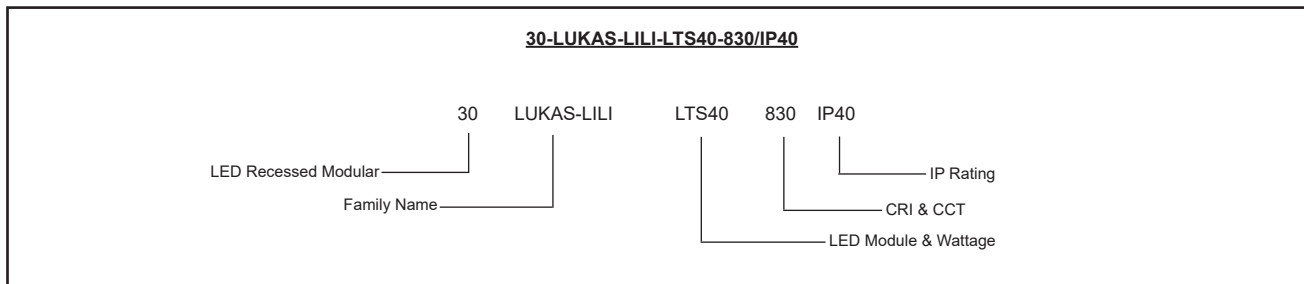 30-LUKAS-LILI-LTS40-830/IP40
30 LUKAS-LILI LTS40 830 IP40
LED Recessed Modular
IP Rating
Family Name
CRI & CCT
LED Module & Wattage